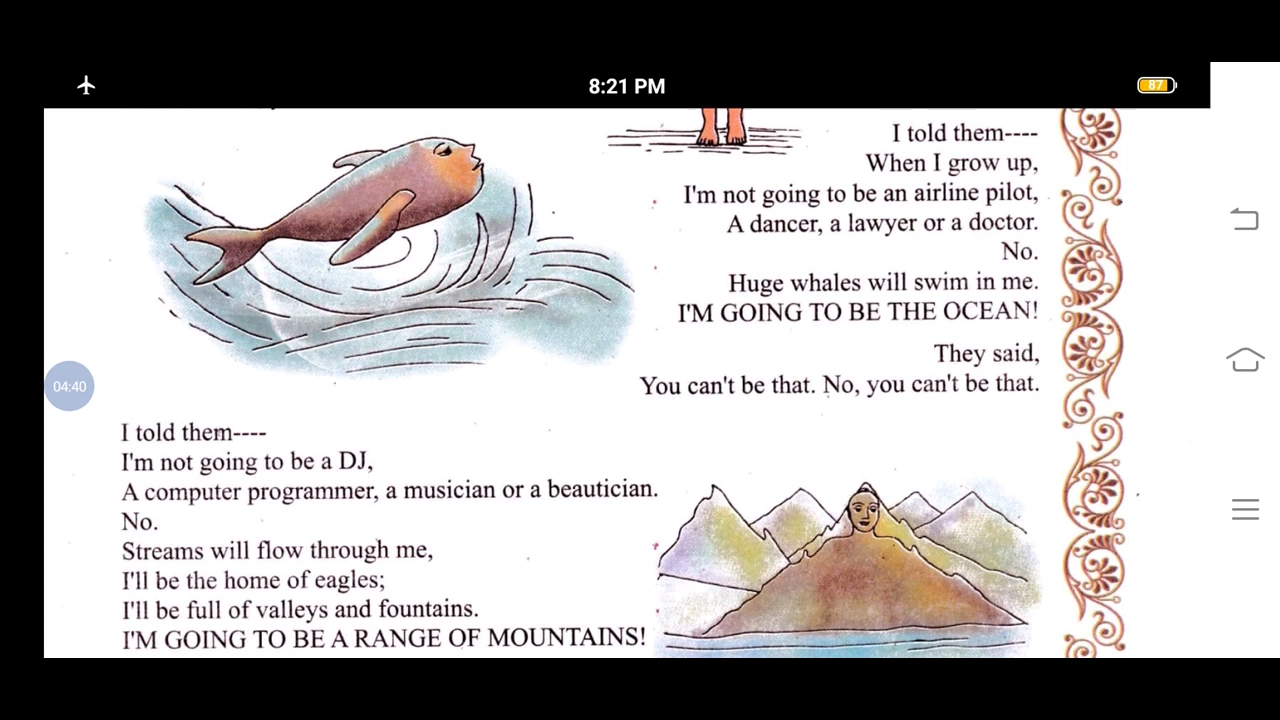 8:21 PM
87
I told them----
When I grow up,
I'm not going to be an airline pilot,
A dancer, a lawyer or a doctor.
No.
Huge whales will swim in me.
I'M GOING TO BE THE OCEAN!
They said,
You can't be that. No, you can't be that.
04:40
I told them----
I'm not going to be a DJ,
A computer programmer, a musician or a beautician.
No.
Streams will flow through me,
I'll be the home of eagles;
I'll be full of valleys and fountains.
I'M GOING TO BE A RANGE OF MOUNTAINS!